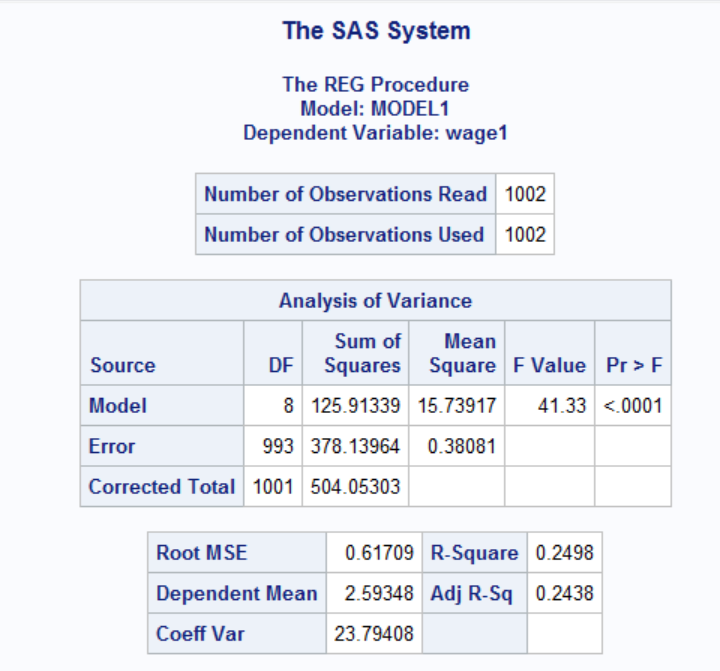 The SAS System
The REG Procedure
Model: MODEL1
Dependent Variable: wage1
Number of Observations Read 1002
Number of Observations Used 1002
Analysis of Variance
Source DF Sum of Squares Mean Square F Value Pr > F
Model 8 125.91339 15.73917 41.33 <.0001
Error 993 378.13964 0.38081
Corrected Total 1001 504.05303
Root MSE 0.61709 R-Square 0.2498
Dependent Mean 2.59348 Adj R-Sq 0.2438
Coeff Var 23.79408